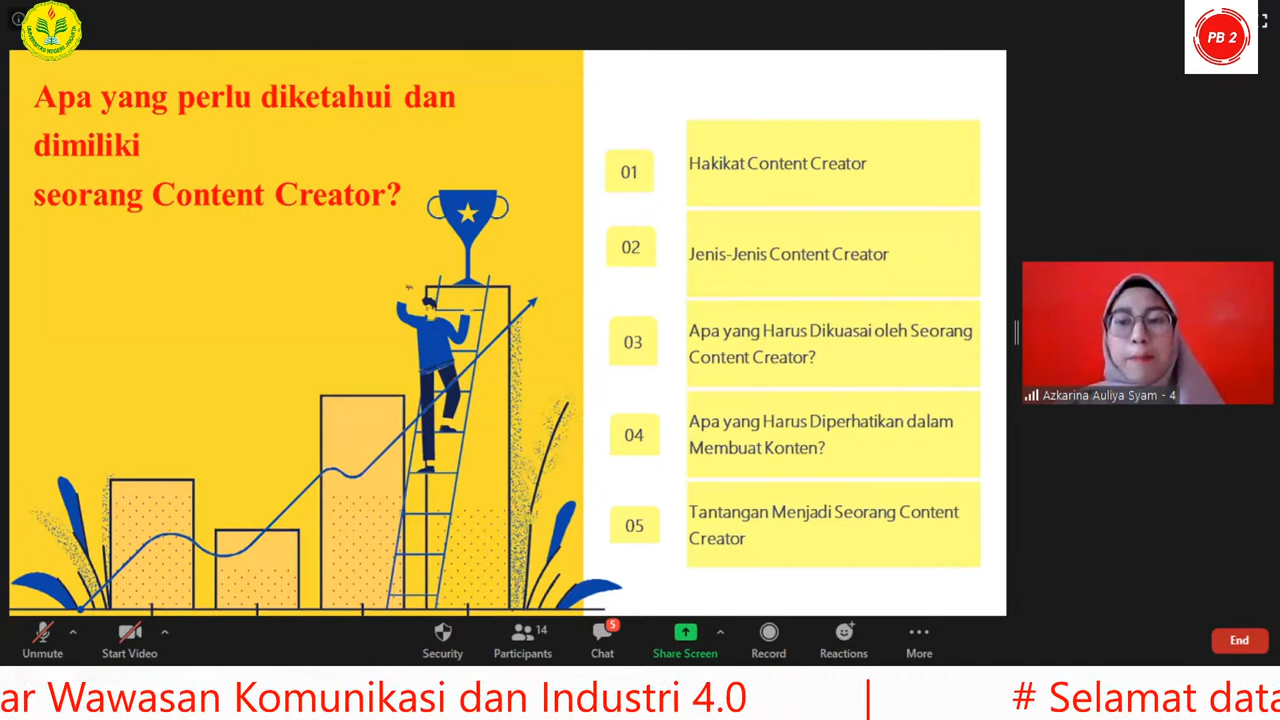 UNIVERSITAS NEGERI JAKARTA
PB 2
Apa yang perlu diketahui dan
dimiliki
seorang Content Creator?
01
Hakikat Content Creator
02
Jenis-Jenis Content Creator
03
Apa yang Harus Dikuasai oleh Seorang
Content Creator?
04
Apa yang Harus Diperhatikan dalam
Membuat Konten?
05
Tantangan Menjadi Seorang Content
Creator
Azkarina Auliya Syam - 4
Unmute
Start Video
Security
14
Participants
5
Chat
Share Screen
Record
Reactions
More
End
ar Wawasan Komunikasi dan Industri 4.0 | # Selamat data